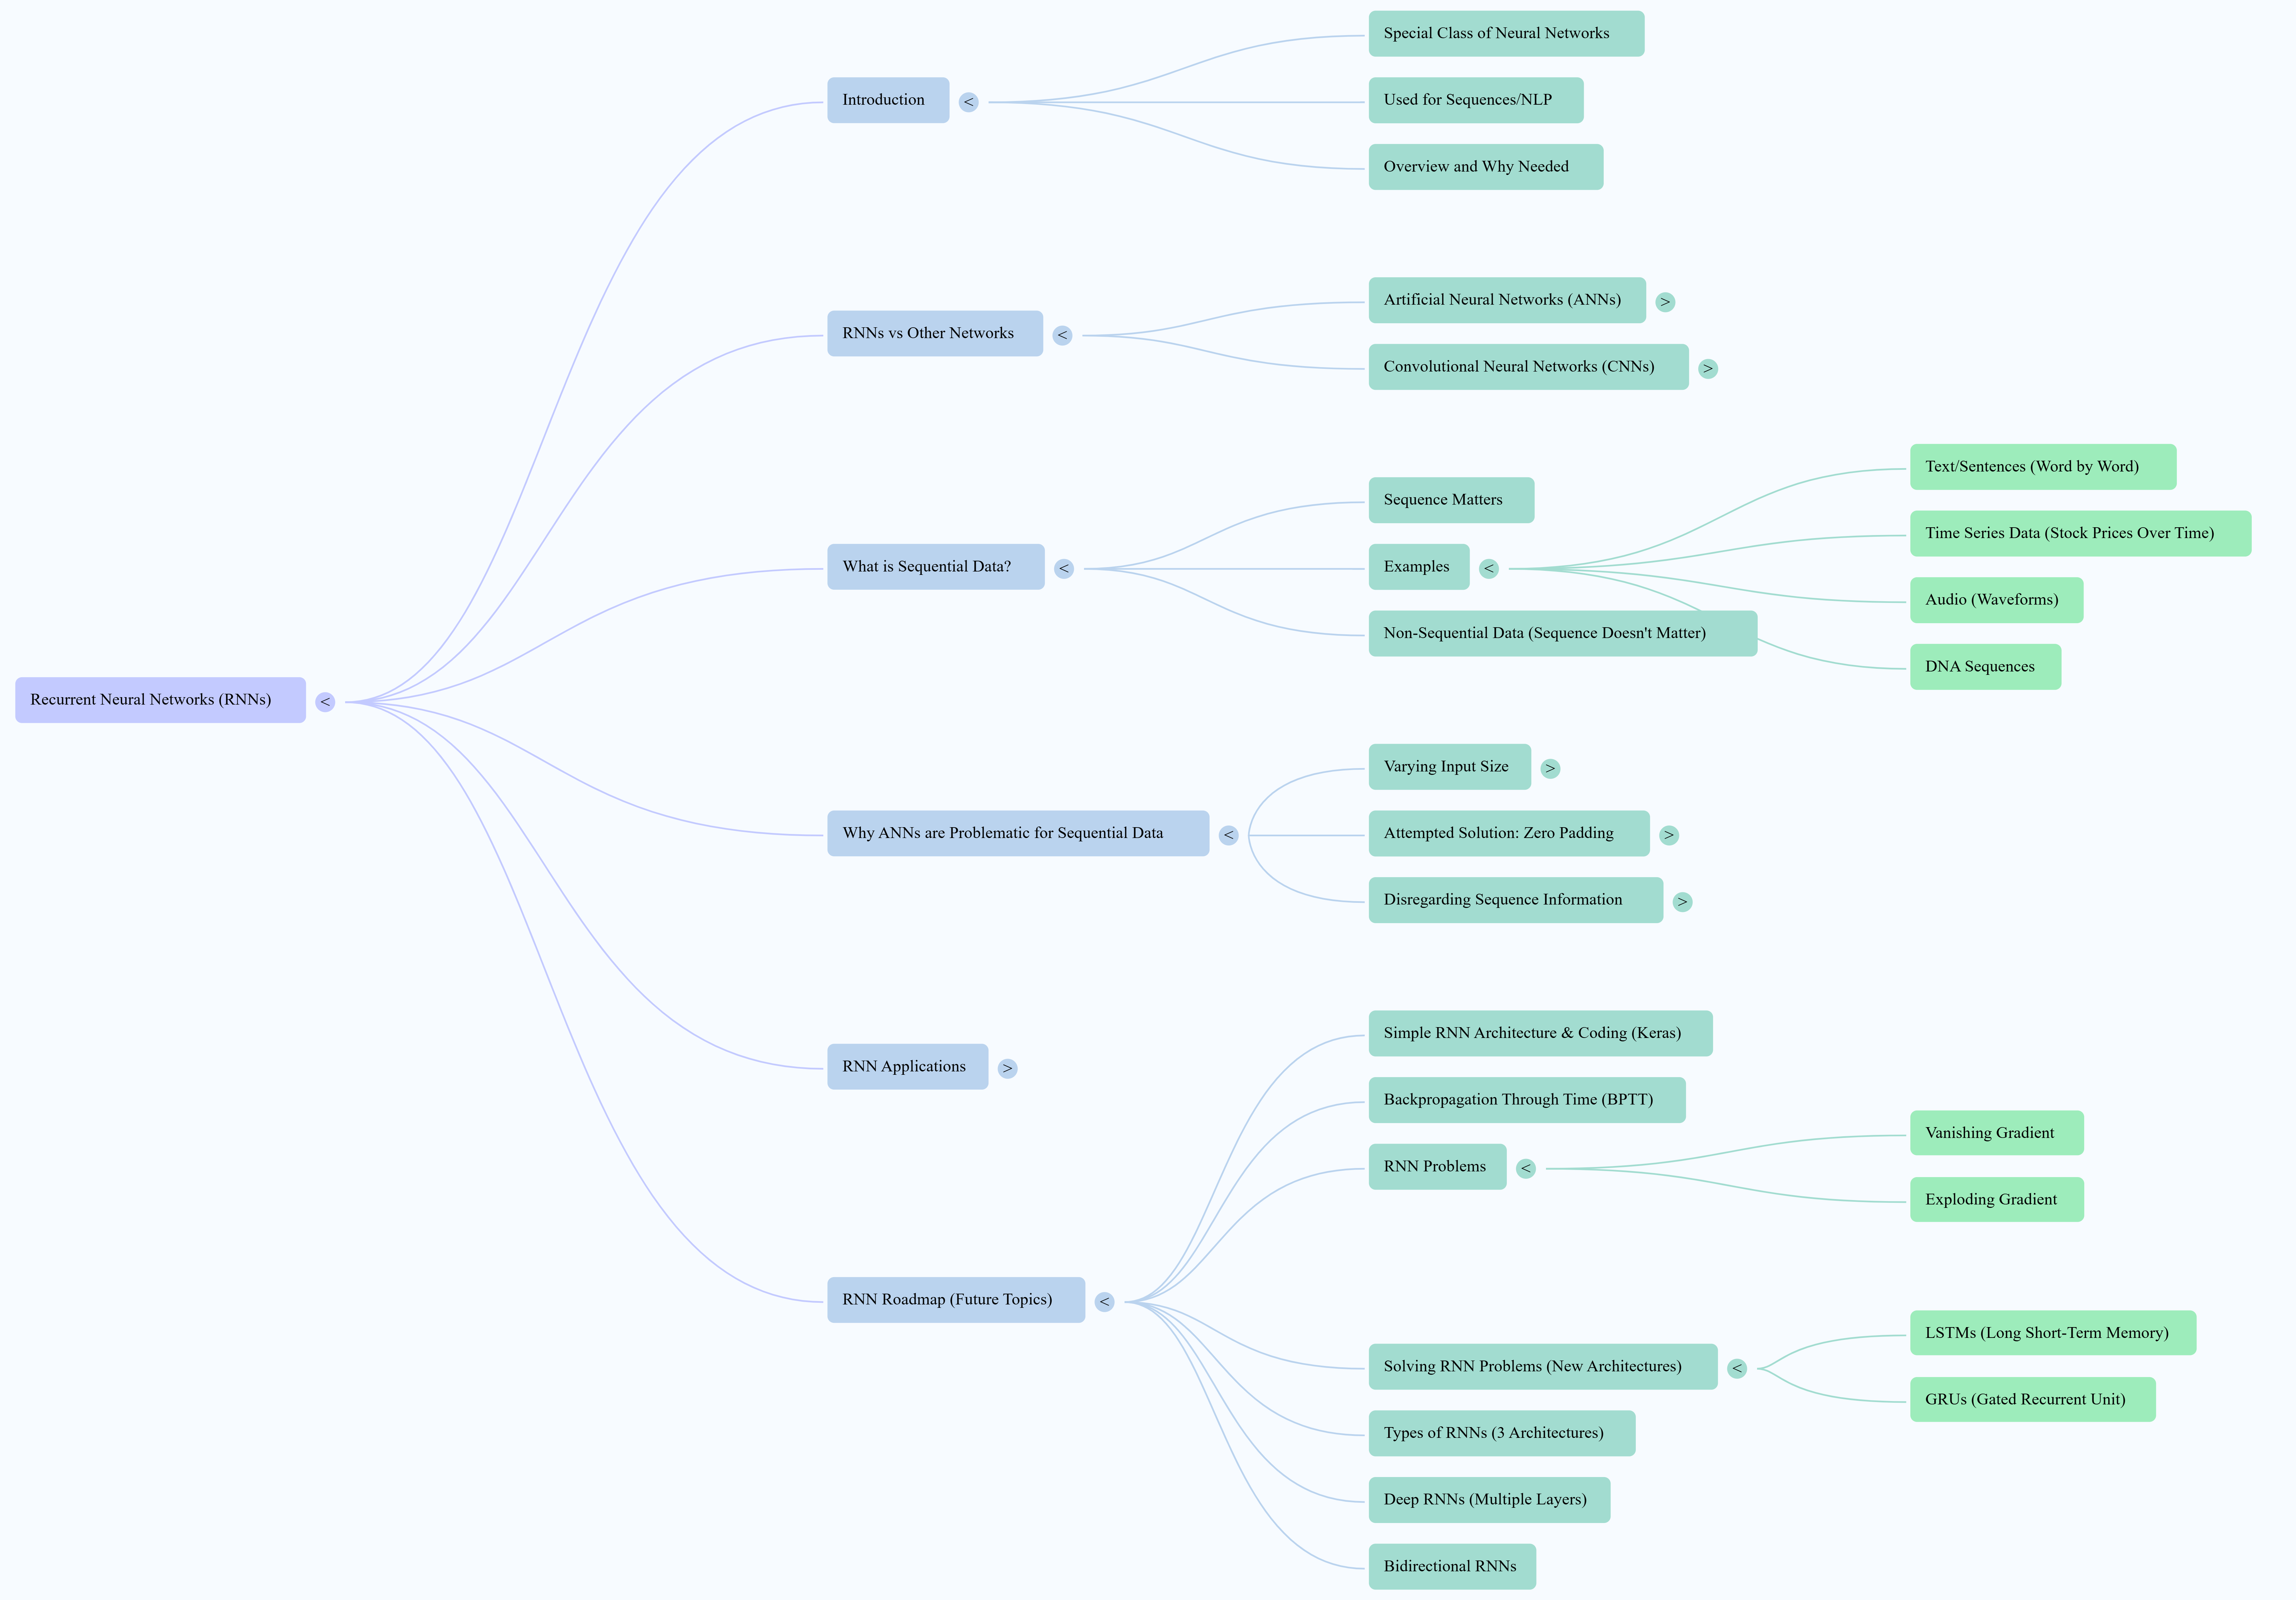 Recurrent Neural Networks (RNNs) <
Introduction <
Special Class of Neural Networks
Used for Sequences/NLP
Overview and Why Needed
RNNs vs Other Networks <
Artificial Neural Networks (ANNs) >
Convolutional Neural Networks (CNNs) >
What is Sequential Data? <
Sequence Matters
Examples <
Text/Sentences (Word by Word)
Time Series Data (Stock Prices Over Time)
Audio (Waveforms)
DNA Sequences
Non-Sequential Data (Sequence Doesn't Matter)
Why ANNs are Problematic for Sequential Data <
Varying Input Size >
Attempted Solution: Zero Padding >
Disregarding Sequence Information >
RNN Applications >
RNN Roadmap (Future Topics) <
Simple RNN Architecture & Coding (Keras)
Backpropagation Through Time (BPTT)
RNN Problems <
Vanishing Gradient
Exploding Gradient
Solving RNN Problems (New Architectures) <
LSTMs (Long Short-Term Memory)
GRUs (Gated Recurrent Unit)
Types of RNNs (3 Architectures)
Deep RNNs (Multiple Layers)
Bidirectional RNNs